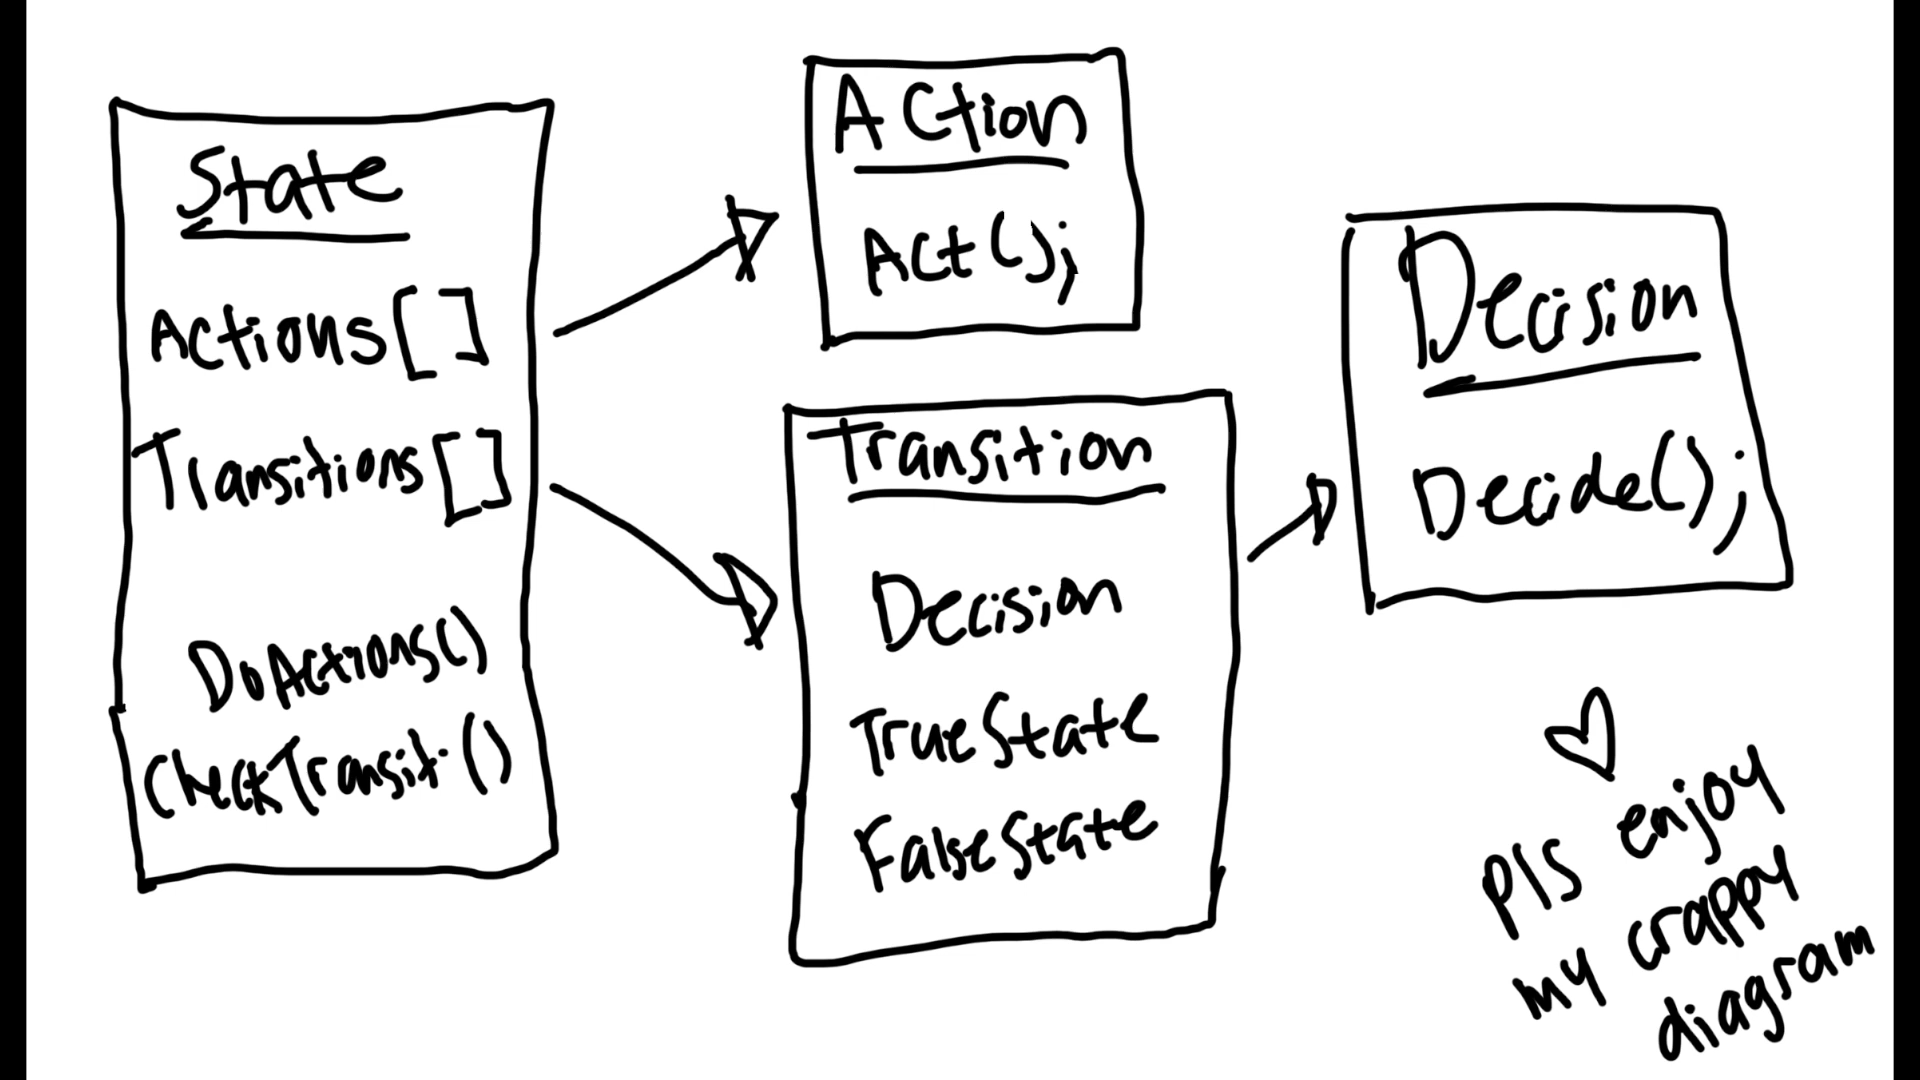 State
Actions[]
Transitions[]
DoActions()
CheckTransit.()
Action
Act();
Transition
Decision
TrueState
FalseState
Decision
Decide();
Pls enjoy
my crappy
diagram